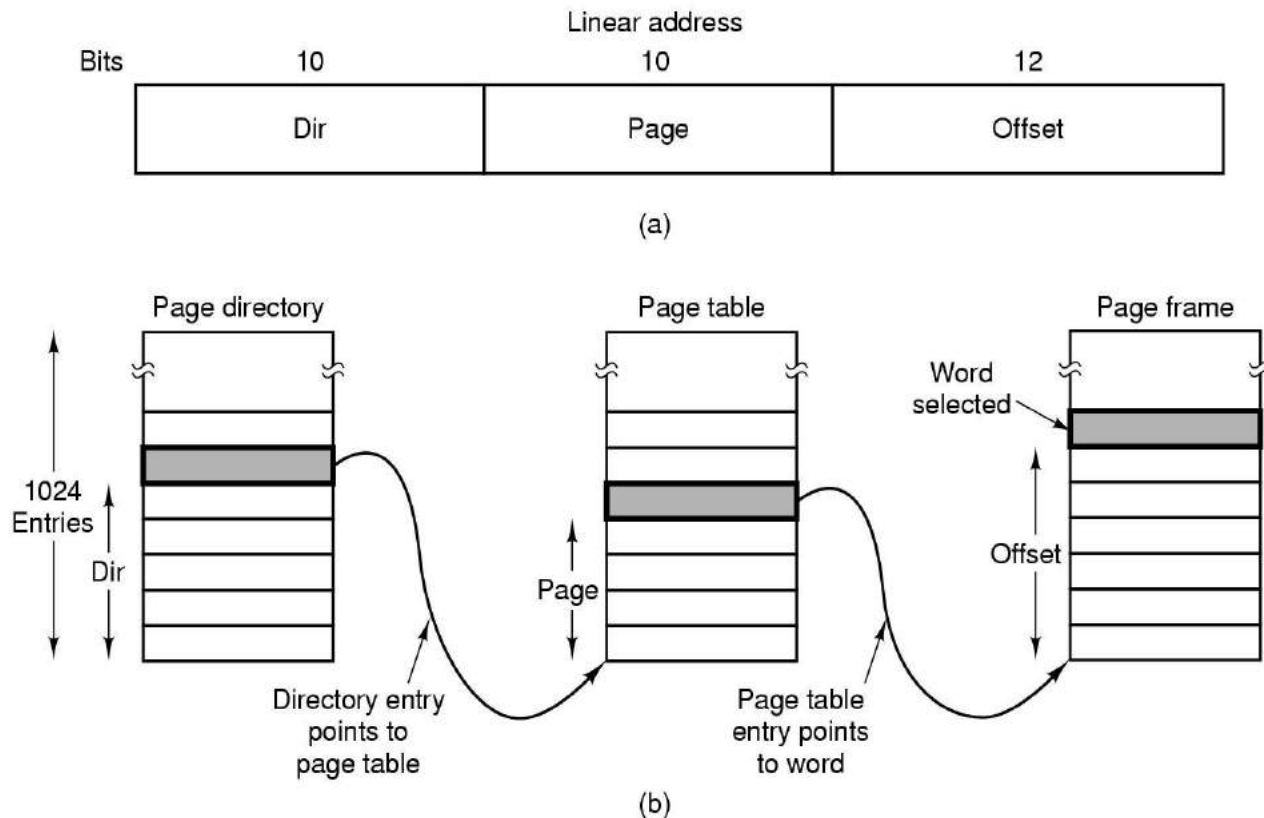 Linear address
Bits 10 10 12
Dir Page Offset
(a)
Page directory Page table Page frame
Word
selected
1024
Entries
Dir
Page
Offset
Directory entry
points to
page table
Page table
entry points
to word
(b)